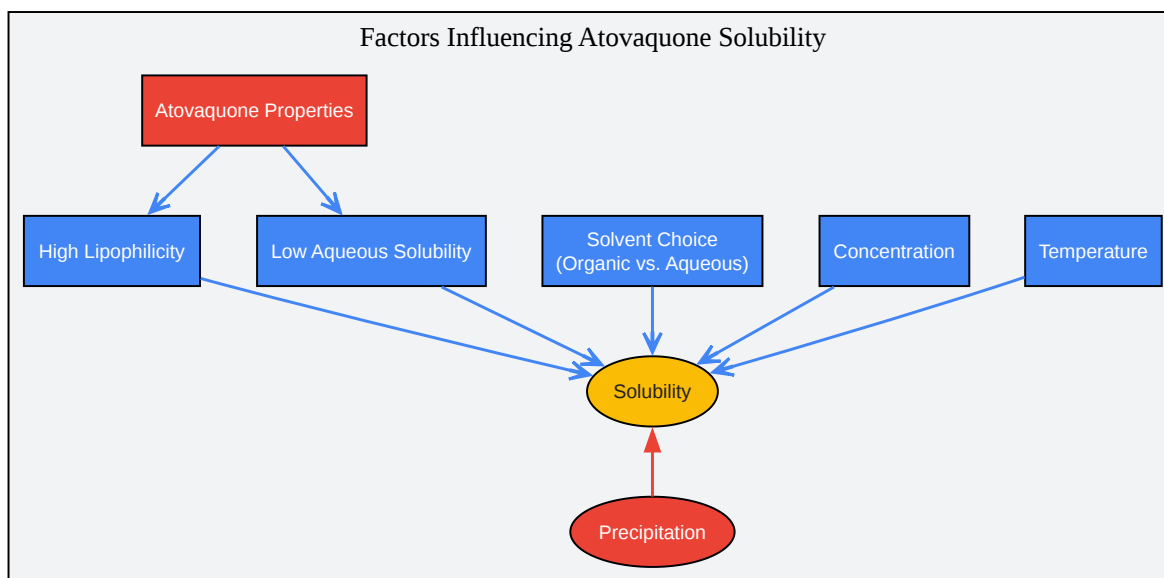 Factors Influencing Atovaquone Solubility
Atovaquone Properties
High Lipophilicity
Low Aqueous Solubility
Solvent Choice
(Organic vs. Aqueous)
Concentration
Temperature
Solubility
Precipitation